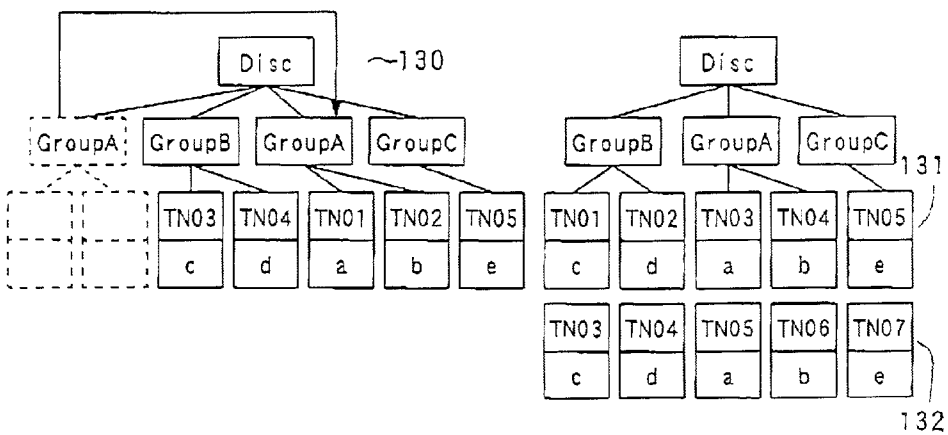 Disc ~130
GroupA GroupB GroupA GroupC
TN03 TN04 TN01 TN02 TN05
c d a b e
Disc
GroupB GroupA GroupC
131
TN01 TN02 TN03 TN04 TN05
c d a b e
TN03 TN04 TN05 TN06 TN07
c d a b e
132